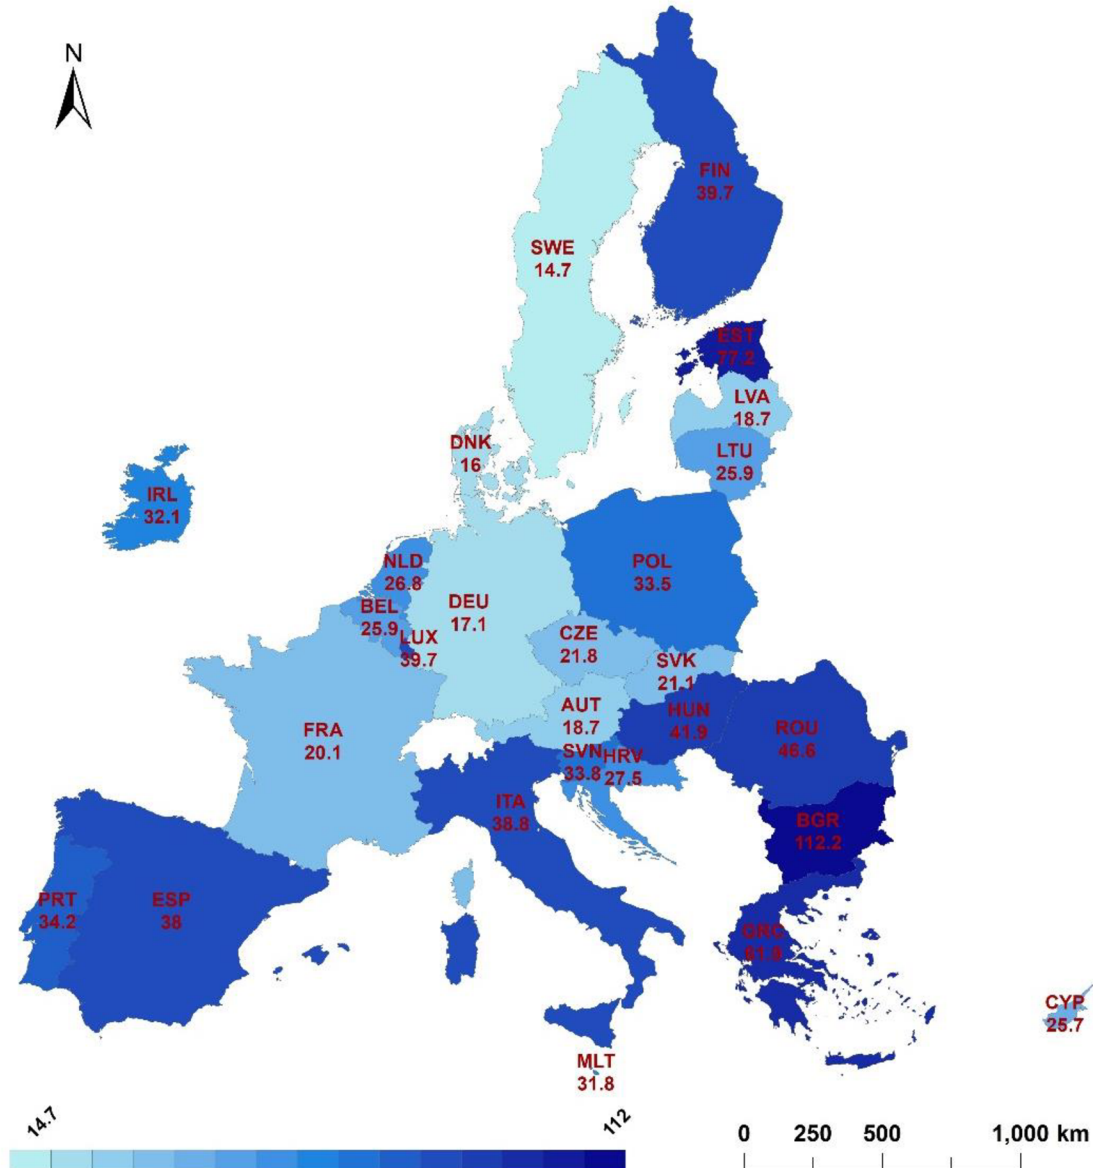 N
FIN
39.7
SWE
14.7
EST
77.2
LVA
18.7
DNK
16
LTU
25.9
IRL
32.1
NLD
26.8
POL
33.5
BEL
25.9
DEU
17.1
LUX
39.7
CZE
21.8
SVK
21.1
AUT
18.7
HUN
41.9
FRA
20.1
ROU
46.6
SVN
33.8
HRV
27.5
ITA
38.8
BGR
112.2
PRT
34.2
ESP
38
GRC
61.9
CYP
25.7
MLT
31.8
14.7
112
0 250 500 1,000 km